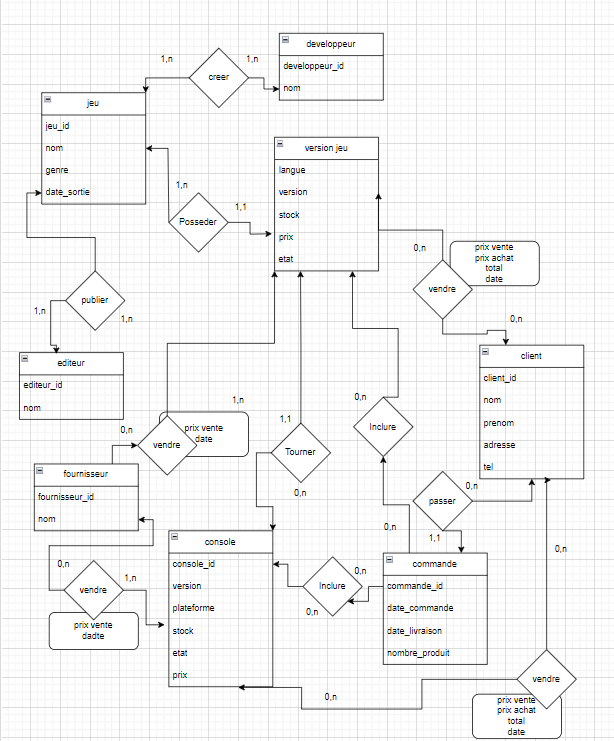 developpeur
developpeur_id
nom
1,n
1,n
creer
jeu
jeu_id
nom
genre
date_sortie
version jeu
langue
version
stock
prix
etat
1,n
1,1
Posseder
0,n
prix vente
prix achat
total
date
vendre
0,n
publier
1,n
1,n
editeur
editeur_id
nom
client
client_id
nom
prenom
adresse
tel
1,n
0,n
prix vente
date
vendre
1,1
Tourner
0,n
0,n
Inclure
0,n
fournisseur
fournisseur_id
nom
passer
0,n
1,1
console
console_id
version
plateforme
stock
etat
prix
0,n
1,n
vendre
prix vente
dadte
Inclure
0,n
0,n
commande
commande_id
date_commande
date_livraison
nombre_produit
0,n
0,n
vendre
prix vente
prix achat
total
date